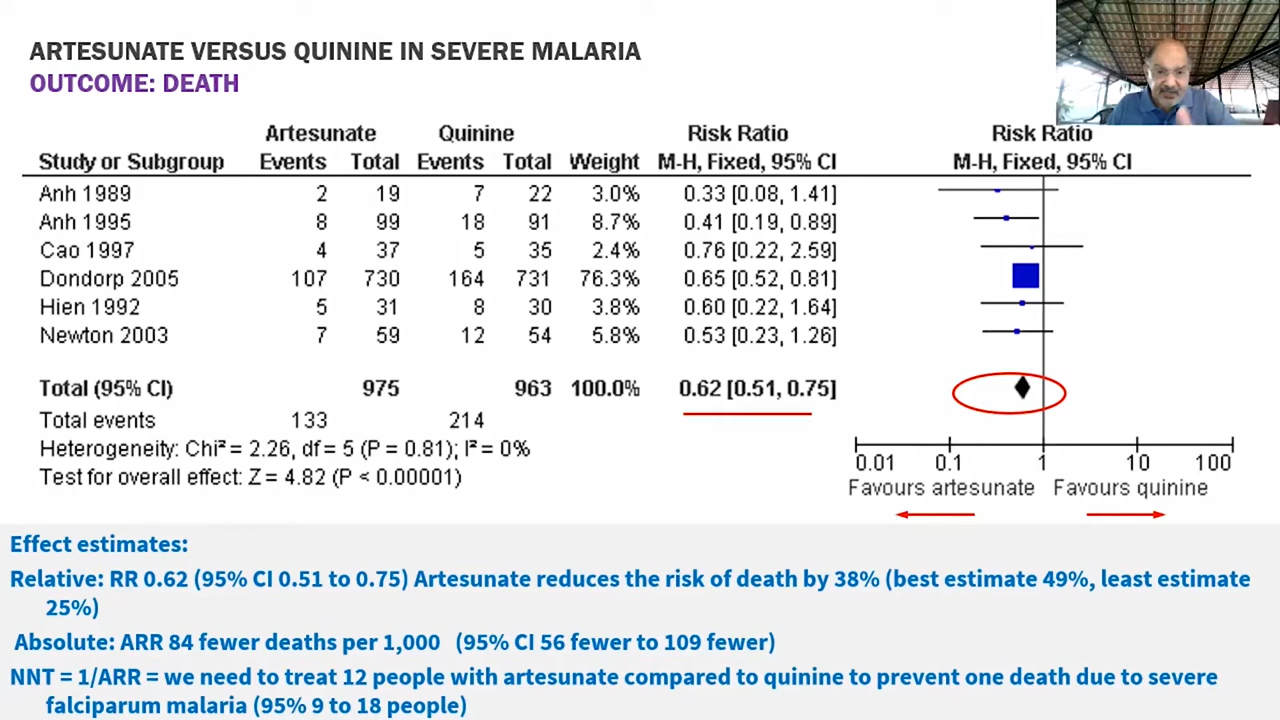 ARTESUNATE VERSUS QUININE IN SEVERE MALARIA
OUTCOME: DEATH
Artesunate Quinine Risk Ratio Risk Ratio
Study or Subgroup Events Total Events Total Weight M-H, Fixed, 95% CI M-H, Fixed, 95% CI
Anh 1989 2 19 7 22 3.0% 0.33 [0.08, 1.41]
Anh 1995 8 99 18 91 8.7% 0.41 [0.19, 0.89]
Cao 1997 4 37 5 35 2.4% 0.76 [0.22, 2.59]
Dondorp 2005 107 730 164 731 76.3% 0.65 [0.52, 0.81]
Hien 1992 5 31 8 30 3.8% 0.60 [0.22, 1.64]
Newton 2003 7 59 12 54 5.8% 0.53 [0.23, 1.26]
Total (95% CI) 975 963 100.0% 0.62 [0.51, 0.75]
Total events 133 214
Heterogeneity: Chi² = 2.26, df = 5 (P = 0.81); I² = 0%
Test for overall effect: Z = 4.82 (P < 0.00001)
0.01 0.1 1 10 100
Favours artesunate Favours quinine
Effect estimates:
Relative: RR 0.62 (95% CI 0.51 to 0.75) Artesunate reduces the risk of death by 38% (best estimate 49%, least estimate
25%)
Absolute: ARR 84 fewer deaths per 1,000 (95% CI 56 fewer to 109 fewer)
NNT = 1/ARR = we need to treat 12 people with artesunate compared to quinine to prevent one death due to severe
falciparum malaria (95% 9 to 18 people)